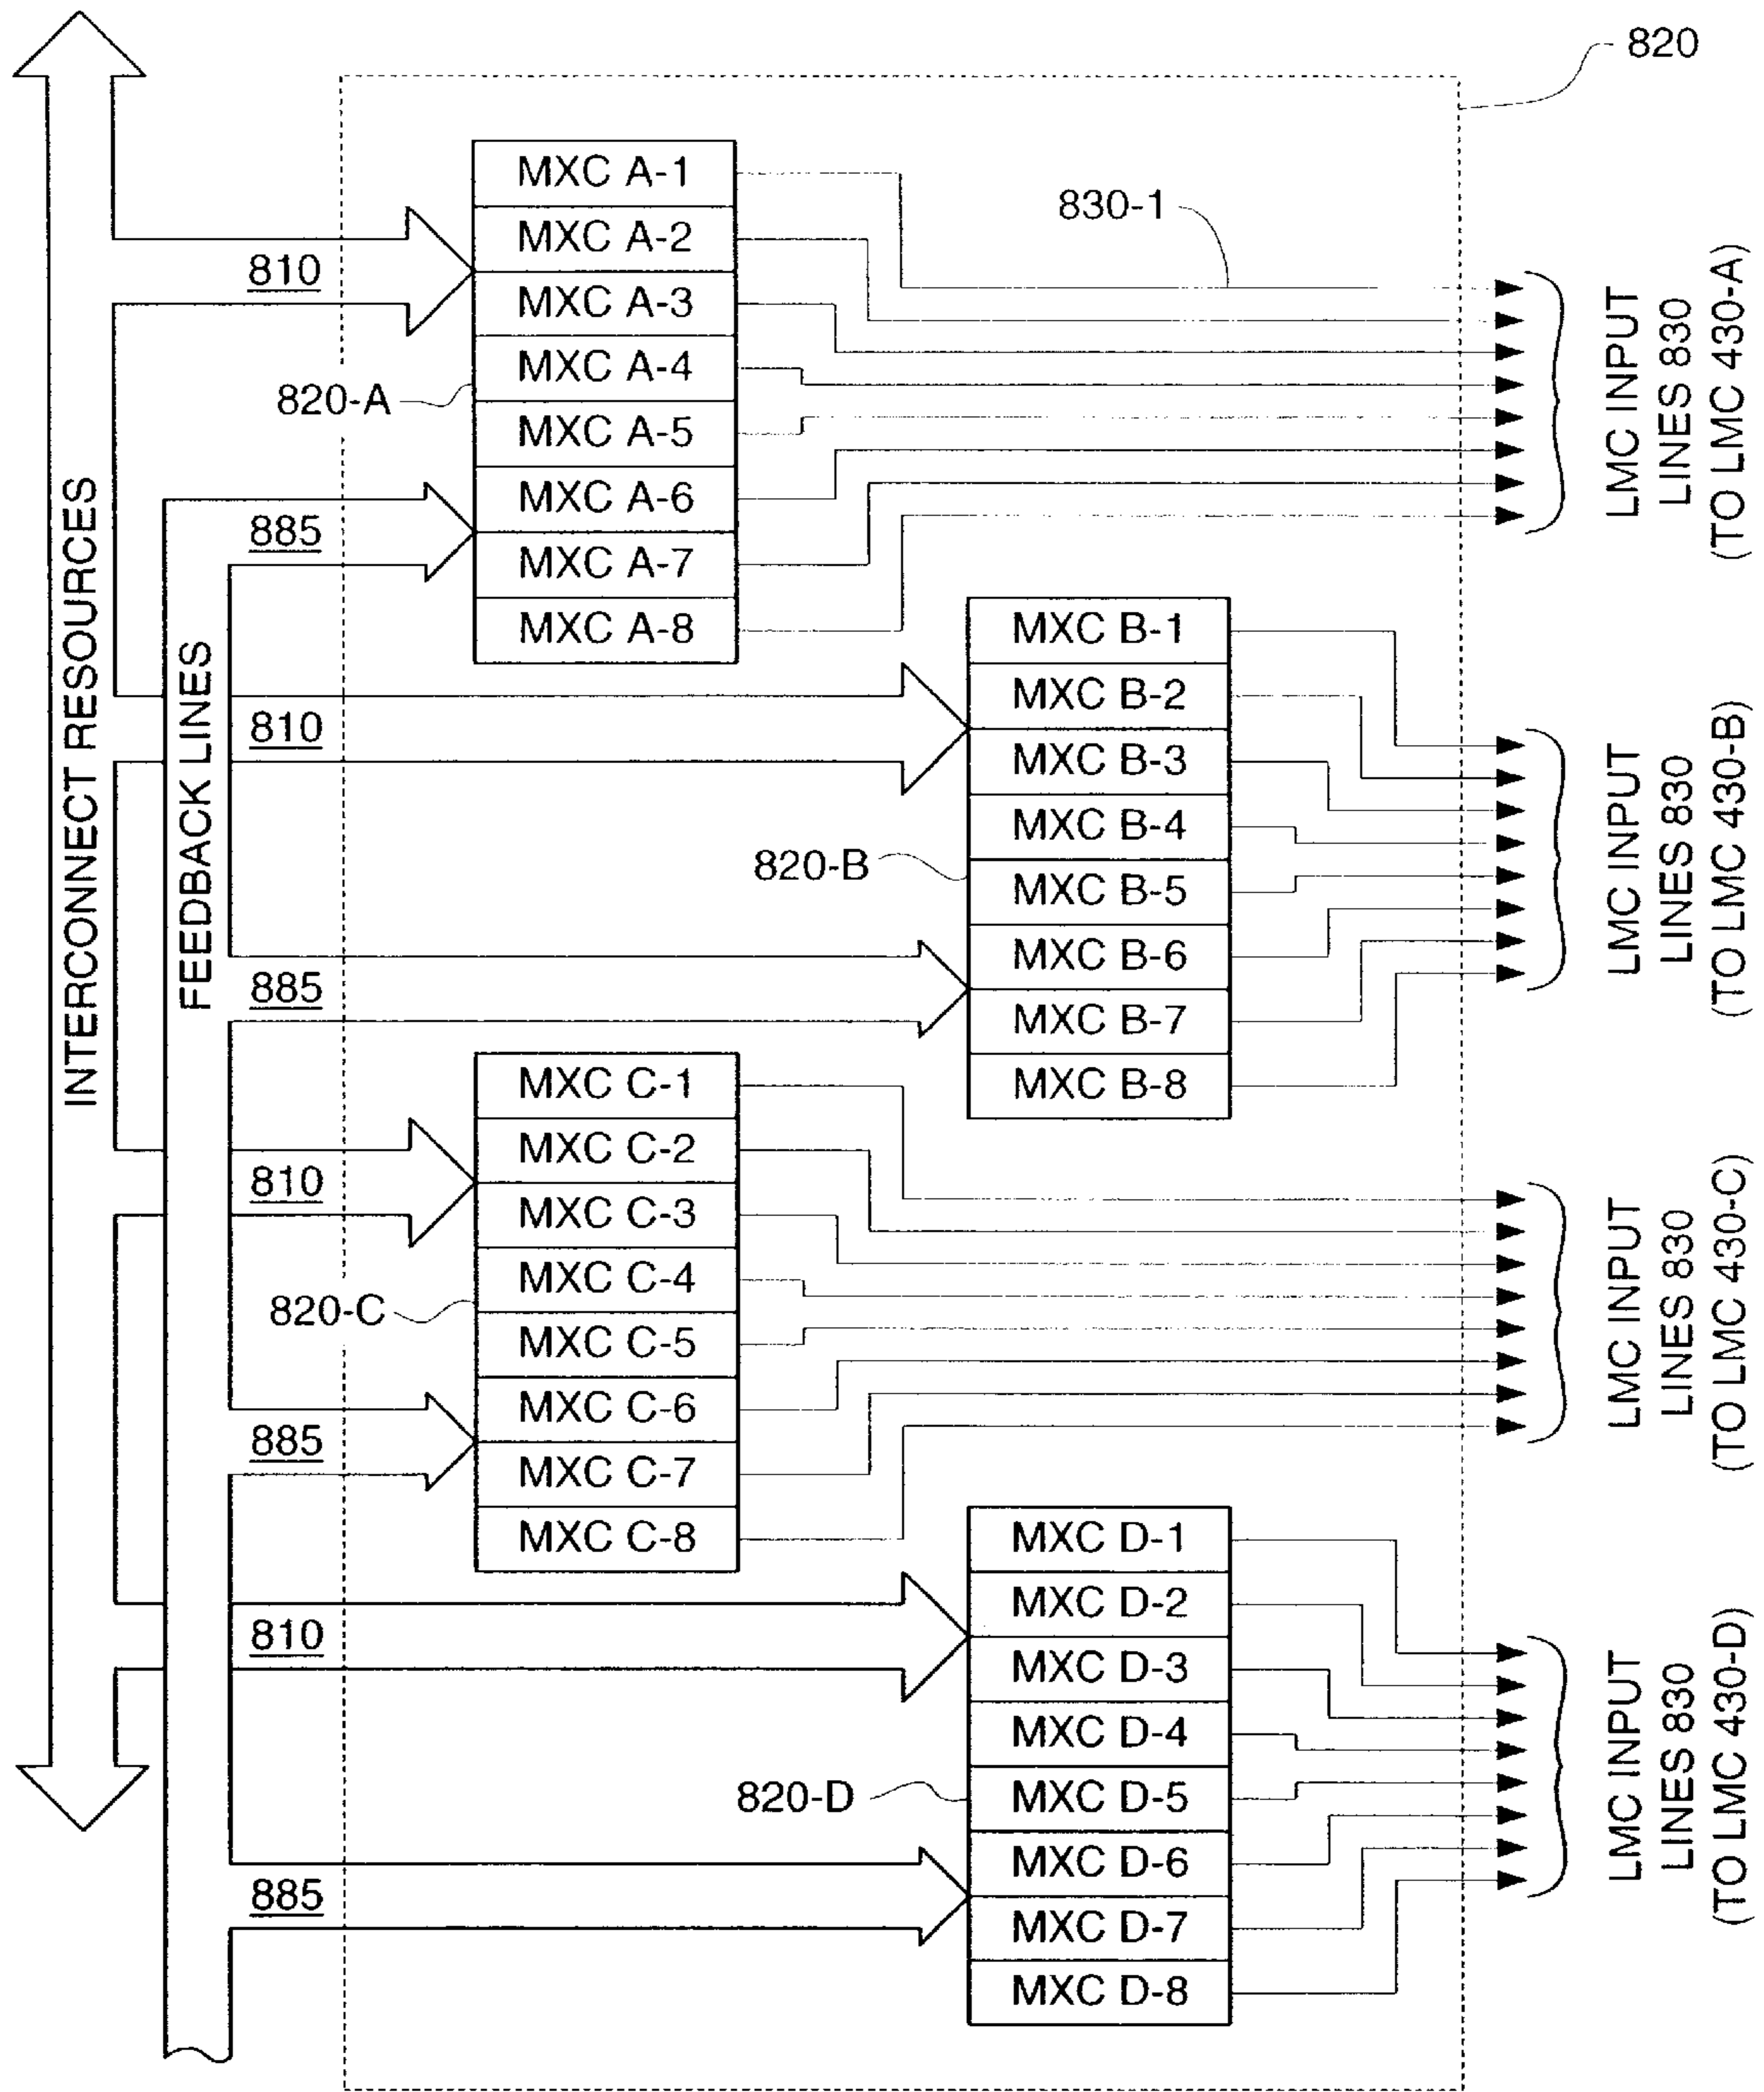 820
MXC A-1
MXC A-2
MXC A-3
MXC A-4
MXC A-5
MXC A-6
MXC A-7
MXC A-8
810
820-A
885
830-1
LMC INPUT
LINES 830
(TO LMC 430-A)
INTERCONNECT RESOURCES
FEEDBACK LINES
MXC B-1
MXC B-2
MXC B-3
MXC B-4
MXC B-5
MXC B-6
MXC B-7
MXC B-8
810
820-B
885
LMC INPUT
LINES 830
(TO LMC 430-B)
MXC C-1
MXC C-2
MXC C-3
MXC C-4
MXC C-5
MXC C-6
MXC C-7
MXC C-8
810
820-C
885
LMC INPUT
LINES 830
(TO LMC 430-C)
MXC D-1
MXC D-2
MXC D-3
MXC D-4
MXC D-5
MXC D-6
MXC D-7
MXC D-8
810
820-D
885
LMC INPUT
LINES 830
(TO LMC 430-D)